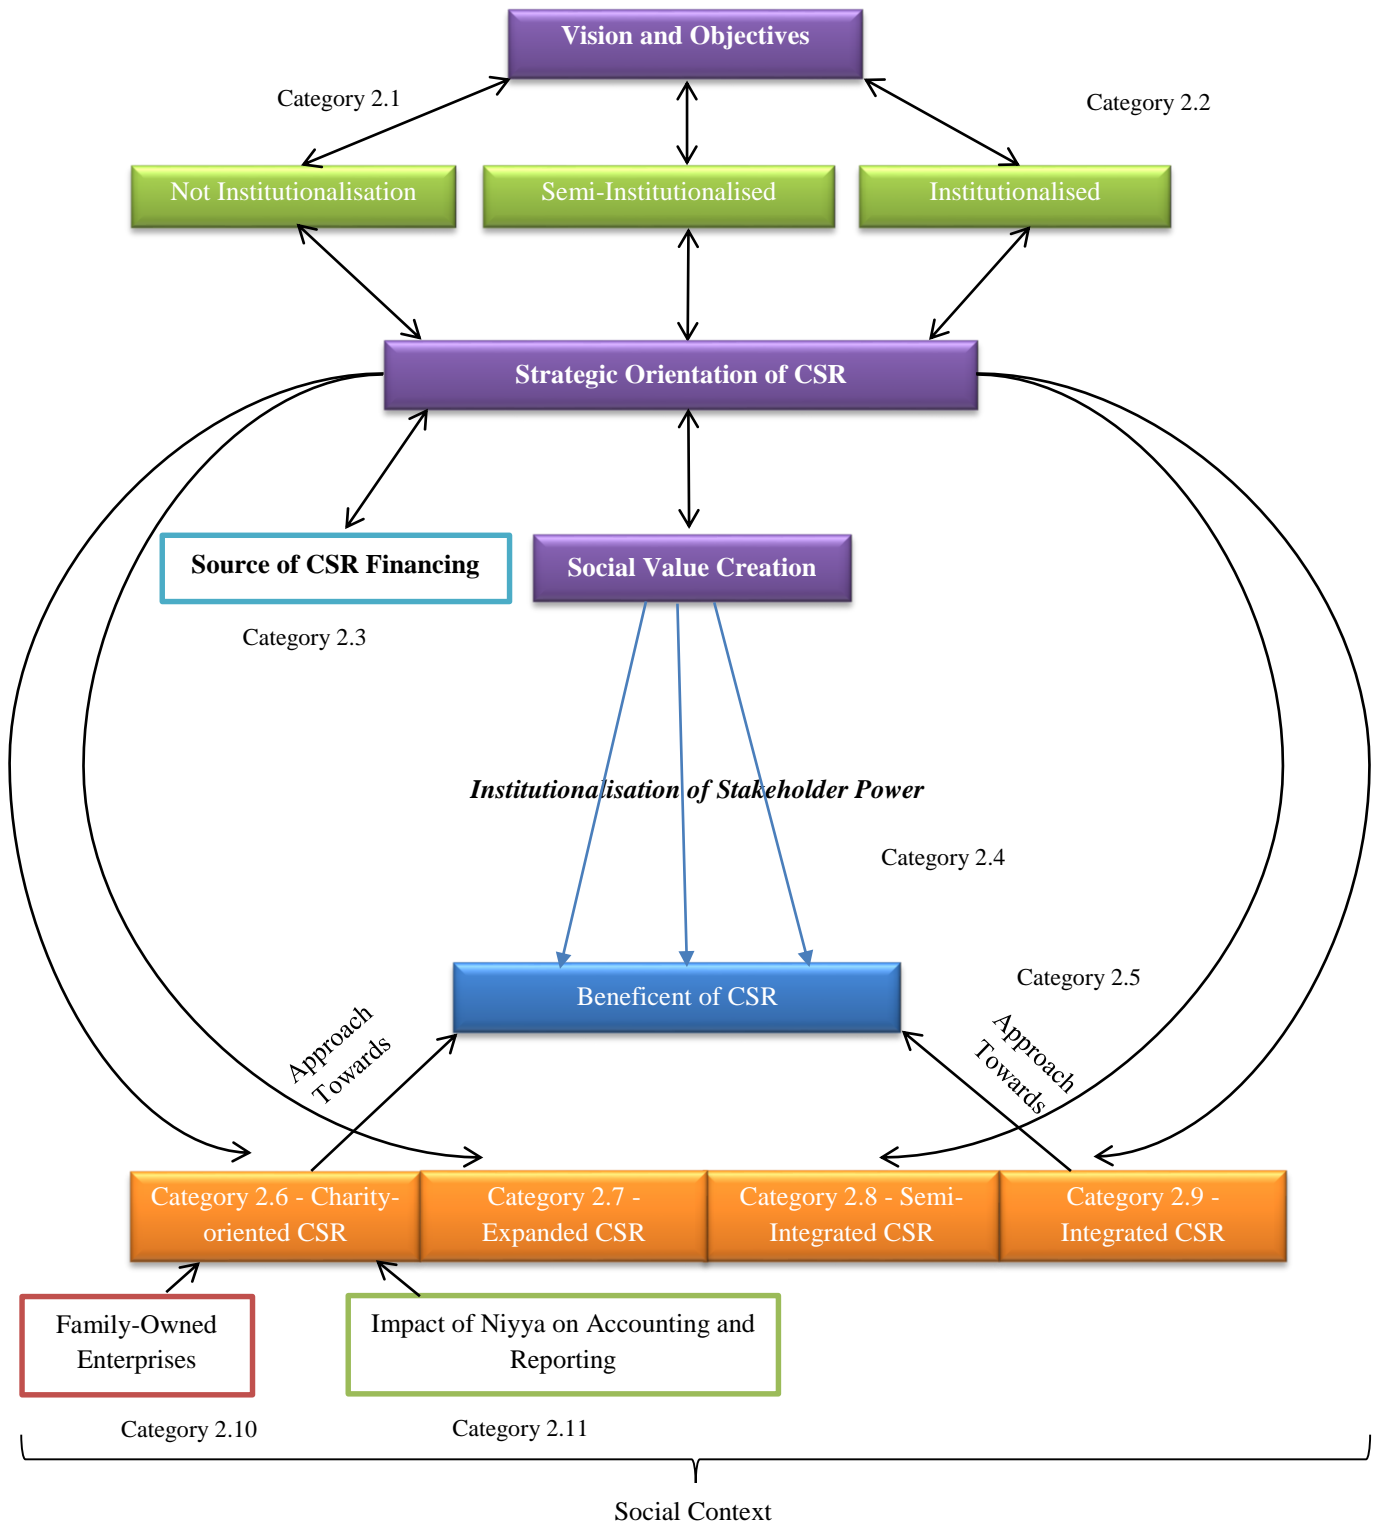 Vision and Objectives
Category 2.1
Category 2.2
Not Institutionalisation
Semi-Institutionalised
Institutionalised
Strategic Orientation of CSR
Source of CSR Financing
Social Value Creation
Category 2.3
Institutionalisation of Stakeholder Power
Category 2.4
Category 2.5
Beneficent of CSR
Approach
Towards
Approach
Towards
Category 2.6 - Charity-
oriented CSR
Category 2.7 -
Expanded CSR
Category 2.8 - Semi-
Integrated CSR
Category 2.9 -
Integrated CSR
Family-Owned
Enterprises
Impact of Niyya on Accounting and
Reporting
Category 2.10
Category 2.11
Social Context